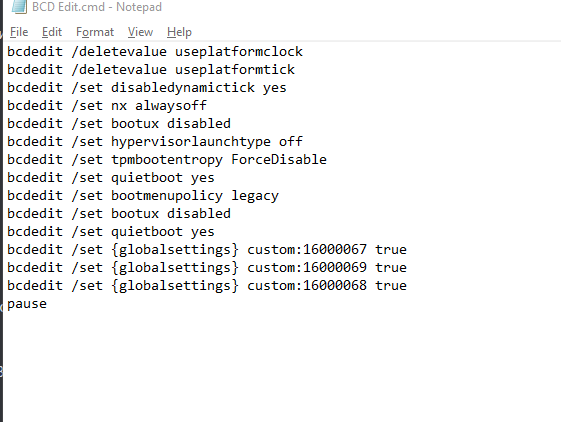 BCD Edit.cmd - Notepad
File Edit Format View Help
bcdedit /deletevalue useplatformclock
bcdedit /deletevalue useplatformtick
bcdedit /set disabledynamictick yes
bcdedit /set nx alwaysoff
bcdedit /set bootux disabled
bcdedit /set hypervisorlaunchtype off
bcdedit /set tpmbootentropy ForceDisable
bcdedit /set quietboot yes
bcdedit /set bootmenupolicy legacy
bcdedit /set bootux disabled
bcdedit /set quietboot yes
bcdedit /set {globalsettings} custom:16000067 true
bcdedit /set {globalsettings} custom:16000069 true
bcdedit /set {globalsettings} custom:16000068 true
pause